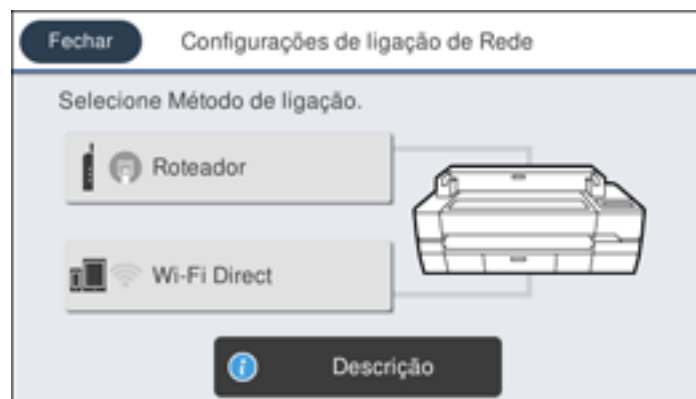 Fechar
Configurações de ligação de Rede
Selecione Método de ligação.
Roteador
Wi-Fi Direct
Descrição